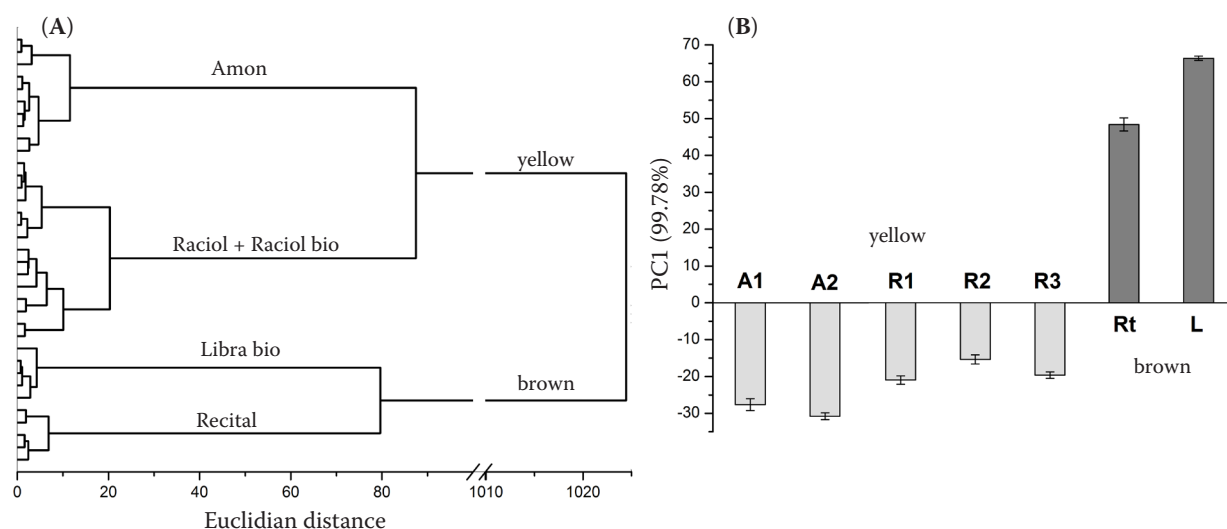 (A)
Amon
yellow
Raciol + Raciol bio
Libra bio
brown
Recital
0 20 40 60 80 1010 1020
Euclidian distance
(B)
PC1 (99.78%)
70
60
50
40
30
20
10
0
-10
-20
-30
yellow
A1 A2 R1 R2 R3
Rt L
brown